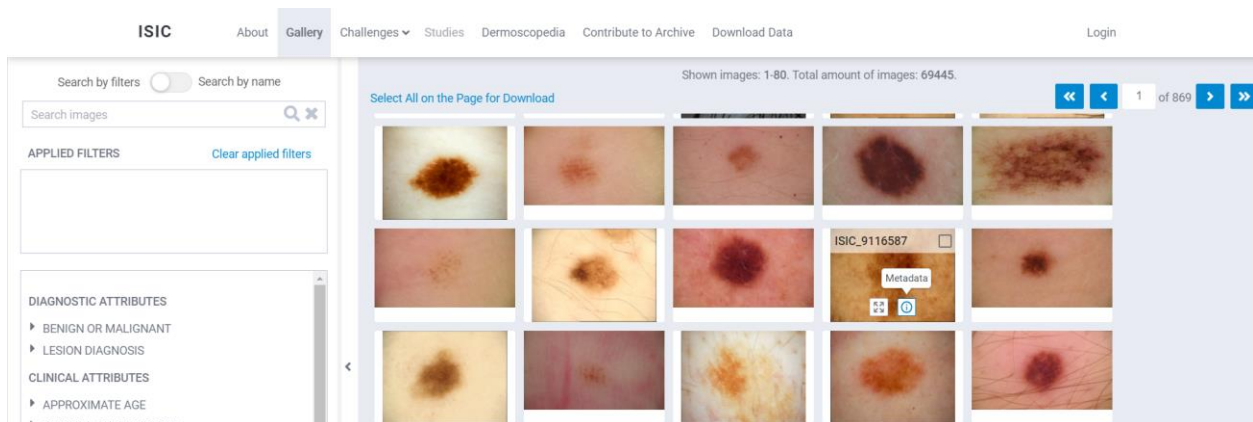 ISIC
About Gallery Challenges Studies Dermoscopedia Contribute to Archive Download Data Login
Search by filters Search by name
Search images
APPLIED FILTERS Clear applied filters
DIAGNOSTIC ATTRIBUTES
BENIGN OR MALIGNANT
LESION DIAGNOSIS
CLINICAL ATTRIBUTES
APPROXIMATE AGE
Shown images: 1-80. Total amount of images: 69445.
Select All on the Page for Download
« ‹ 1 of 869 › »
ISIC_9116587
Metadata